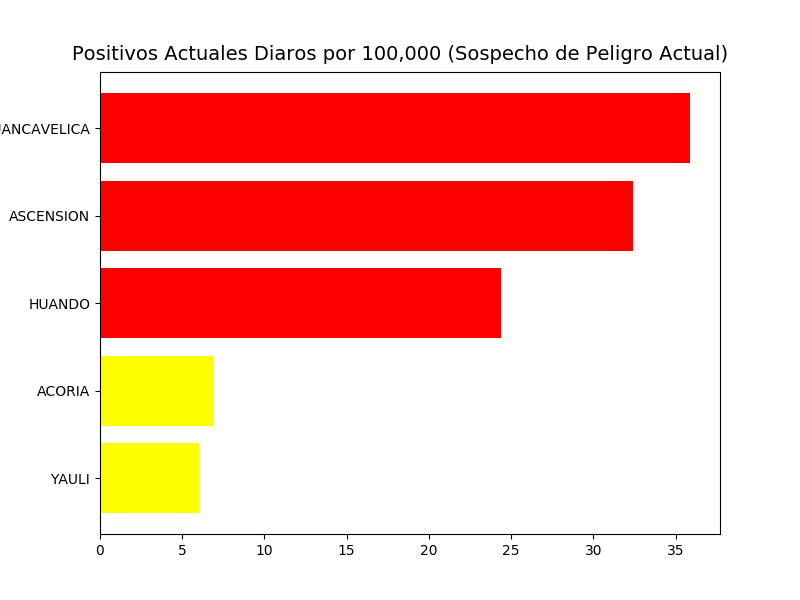 Positivos Actuales Diaros por 100,000 (Sospecho de Peligro Actual)
ANCAVELICA
ASCENSION
HUANDO
ACORIA
YAULI
0 5 10 15 20 25 30 35